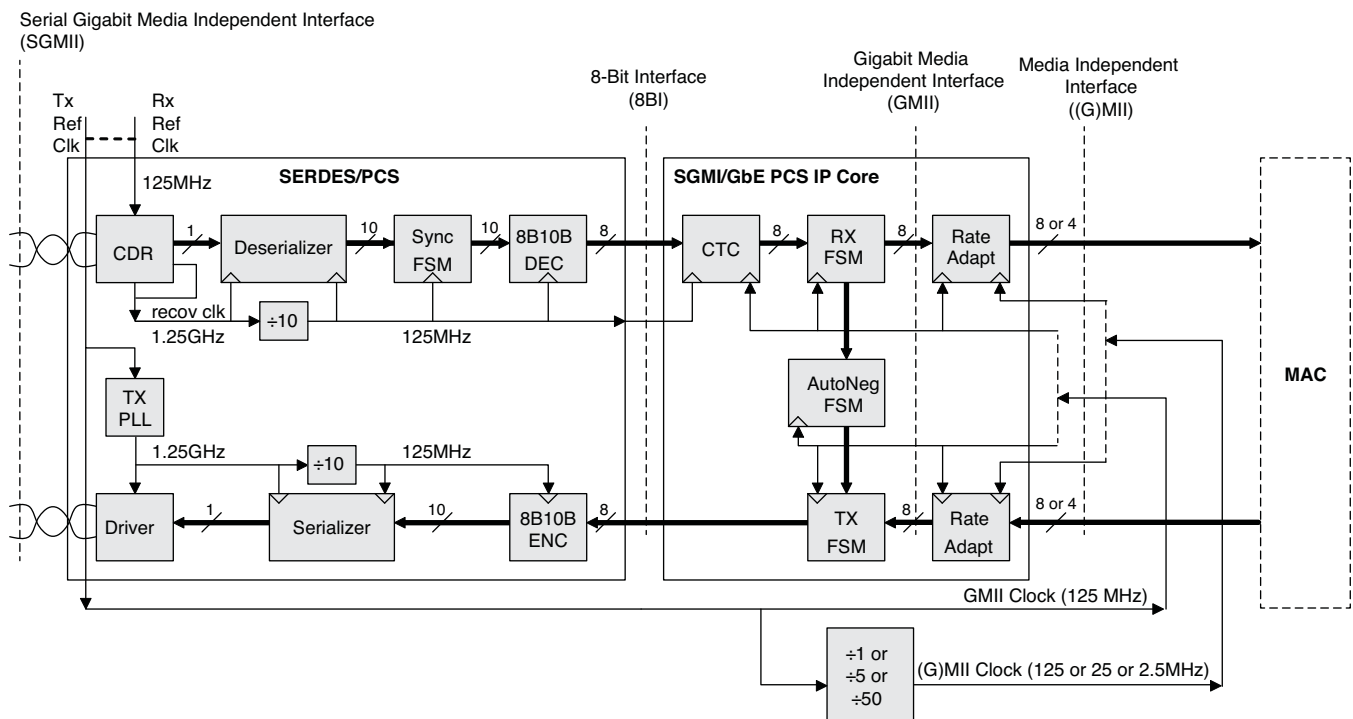 Serial Gigabit Media Independent Interface
(SGMII)
8-Bit Interface
(8BI)
Gigabit Media
Independent Interface
(GMII)
Media Independent
Interface
((G)MII)
Tx
Ref
Clk
Rx
Ref
Clk
125MHz
SERDES/PCS
SGMI/GbE PCS IP Core
CDR
1
Deserializer
10
Sync
FSM
10
8B10B
DEC
8
CTC
8
RX
FSM
8
Rate
Adapt
8 or 4
recov clk
1.25GHz
÷10
125MHz
MAC
TX
PLL
AutoNeg
FSM
1.25GHz
÷10
125MHz
Driver
1
Serializer
10
8B10B
ENC
8
TX
FSM
8
Rate
Adapt
8 or 4
GMII Clock (125 MHz)
÷1 or
÷5 or
÷50
(G)MII Clock (125 or 25 or 2.5MHz)